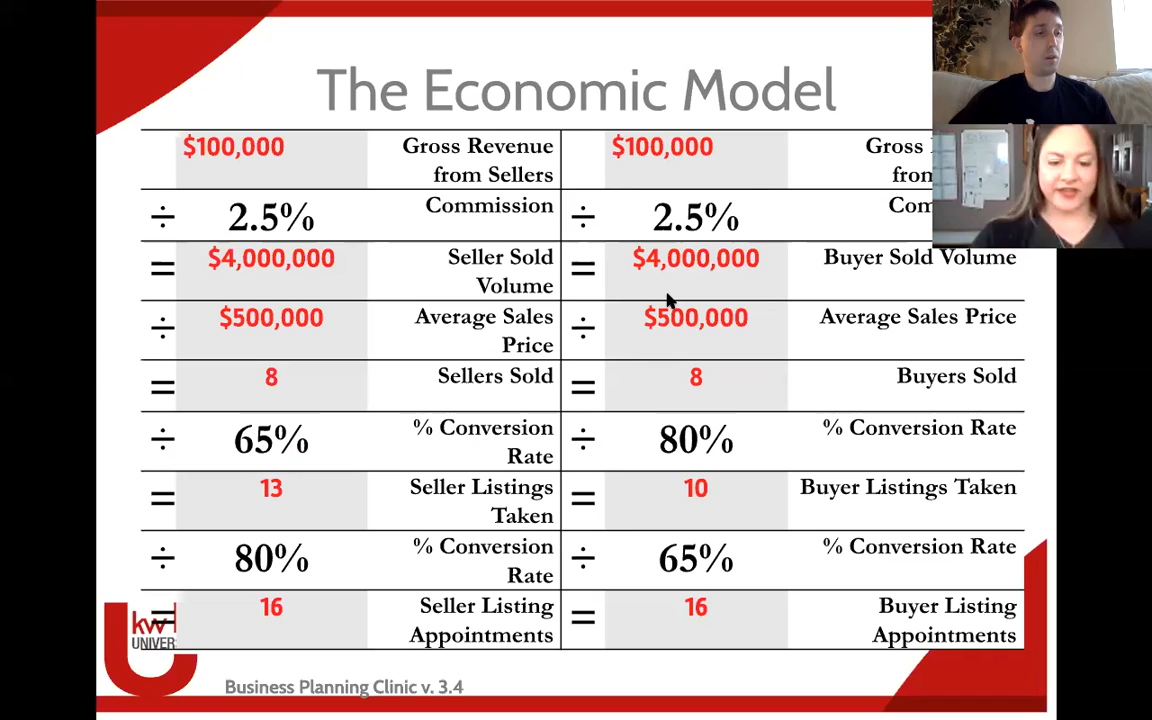 The Economic Model
$100,000 Gross Revenue
from Sellers
÷ 2.5% Commission
= $4,000,000 Seller Sold
Volume
÷ $500,000 Average Sales
Price
= 8 Sellers Sold
÷ 65% % Conversion
Rate
= 13 Seller Listings
Taken
÷ 80% % Conversion
Rate
= 16 Seller Listing
Appointments
$100,000 Gross
from
÷ 2.5% Com
= $4,000,000 Buyer Sold Volume
÷ $500,000 Average Sales Price
= 8 Buyers Sold
÷ 80% % Conversion Rate
= 10 Buyer Listings Taken
÷ 65% % Conversion Rate
= 16 Buyer Listing
Appointments
kw
UNIVER
Business Planning Clinic v. 3.4